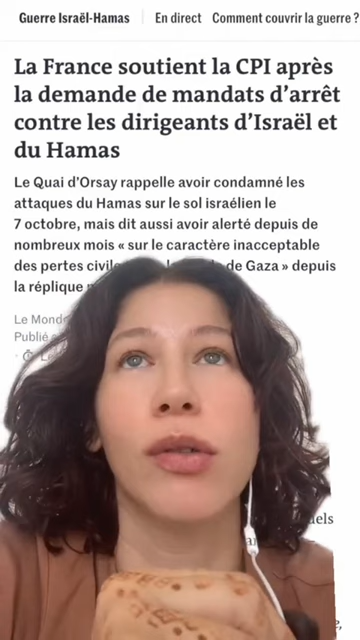 Guerre Israël-Hamas En direct Comment couvrir la guerre ?
La France soutient la CPI après
la demande de mandats d’arrêt
contre les dirigeants d’Israël et
du Hamas
Le Quai d’Orsay rappelle avoir condamné les
attaques du Hamas sur le sol israélien le
7 octobre, mais dit aussi avoir alerté depuis de
nombreux mois « sur le caractère inacceptable
des pertes de Gaza » depuis
la réplique
Le Monde
Publié